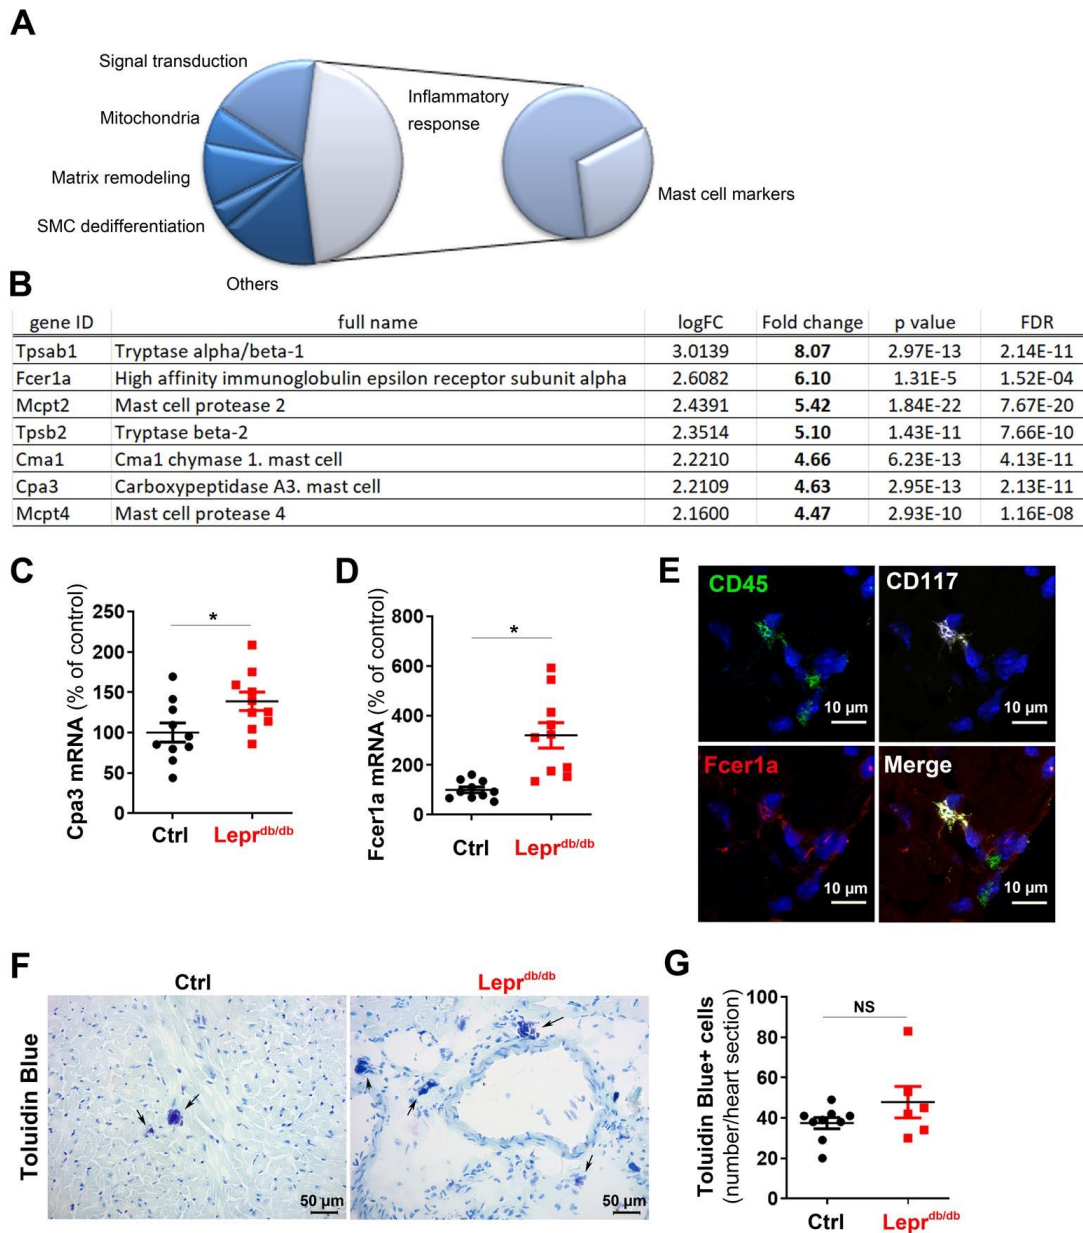 A
Signal transduction
Mitochondria
Matrix remodeling
SMC dedifferentiation
Others
Inflammatory
response
Mast cell markers
B
gene ID full name logFC Fold change p value FDR
Tpsab1 Tryptase alpha/beta-1 3.0139 8.07 2.97E-13 2.14E-11
Fcer1a High affinity immunoglobulin epsilon receptor subunit alpha 2.6082 6.10 1.31E-5 1.52E-04
Mcpt2 Mast cell protease 2 2.4391 5.42 1.84E-22 7.67E-20
Tpsb2 Tryptase beta-2 2.3514 5.10 1.43E-11 7.66E-10
Cma1 Cma1 chymase 1. mast cell 2.2210 4.66 6.23E-13 4.13E-11
Cpa3 Carboxypeptidase A3. mast cell 2.2109 4.63 2.95E-13 2.13E-11
Mcpt4 Mast cell protease 4 2.1600 4.47 2.93E-10 1.16E-08
C
Cpa3 mRNA (% of control)
250
200
150
100
50
0
*
Ctrl Lepr^db/db
D
Fcer1a mRNA (% of control)
800
600
400
200
0
*
Ctrl Lepr^db/db
E
CD45
10 µm
CD117
10 µm
Fcer1a
10 µm
Merge
10 µm
F
Ctrl Lepr^db/db
Toluidin Blue
50 µm
50 µm
G
Toluidin Blue+ cells
(number/heart section)
100
80
60
40
20
0
NS
Ctrl Lepr^db/db